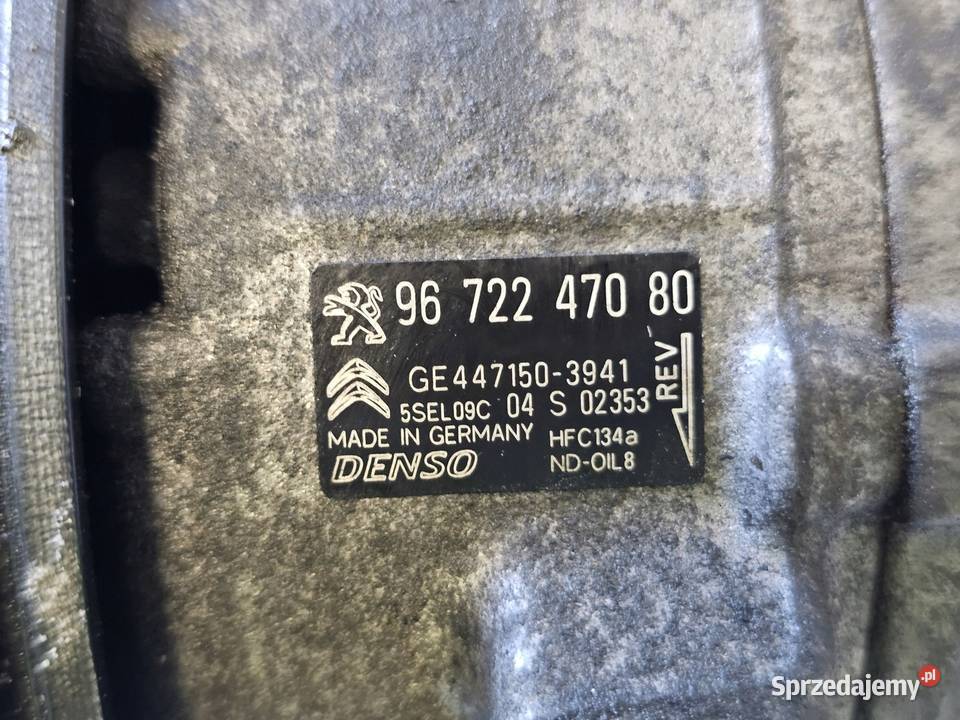 96 722 470 80
GE447150-3941
5SEL09C 04 S 02353
REV
MADE IN GERMANY HFC134a
DENSO ND-OIL8
Sprzedajemy.pl